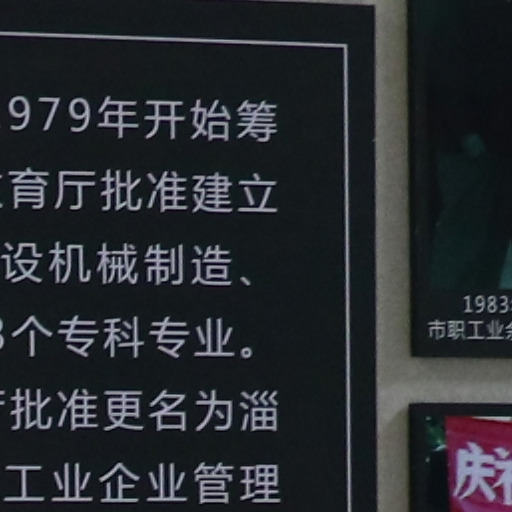 1979年开始筹
育厅批准建立
设机械制造、
3个专科专业。
批准更名为淄
工业企业管理
1983
市职工业
庆